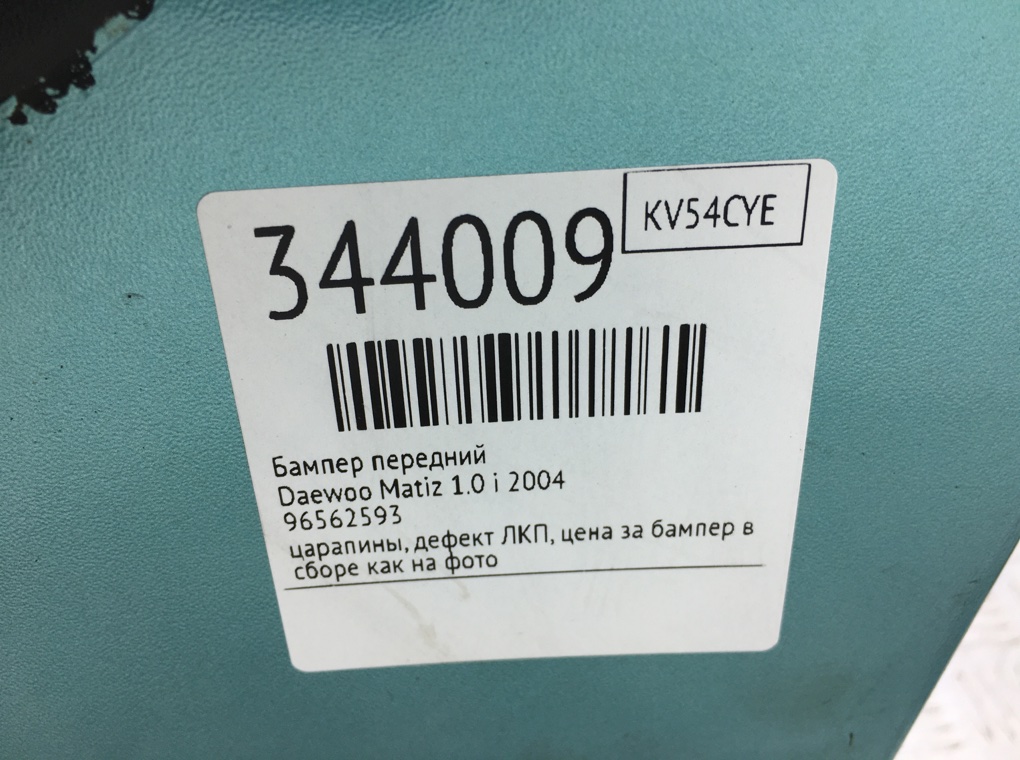 344009
KV54CYE
Бампер передний
Daewoo Matiz 1.0 i 2004
96562593
царапины, дефект ЛКП, цена за бампер в
сборе как на фото